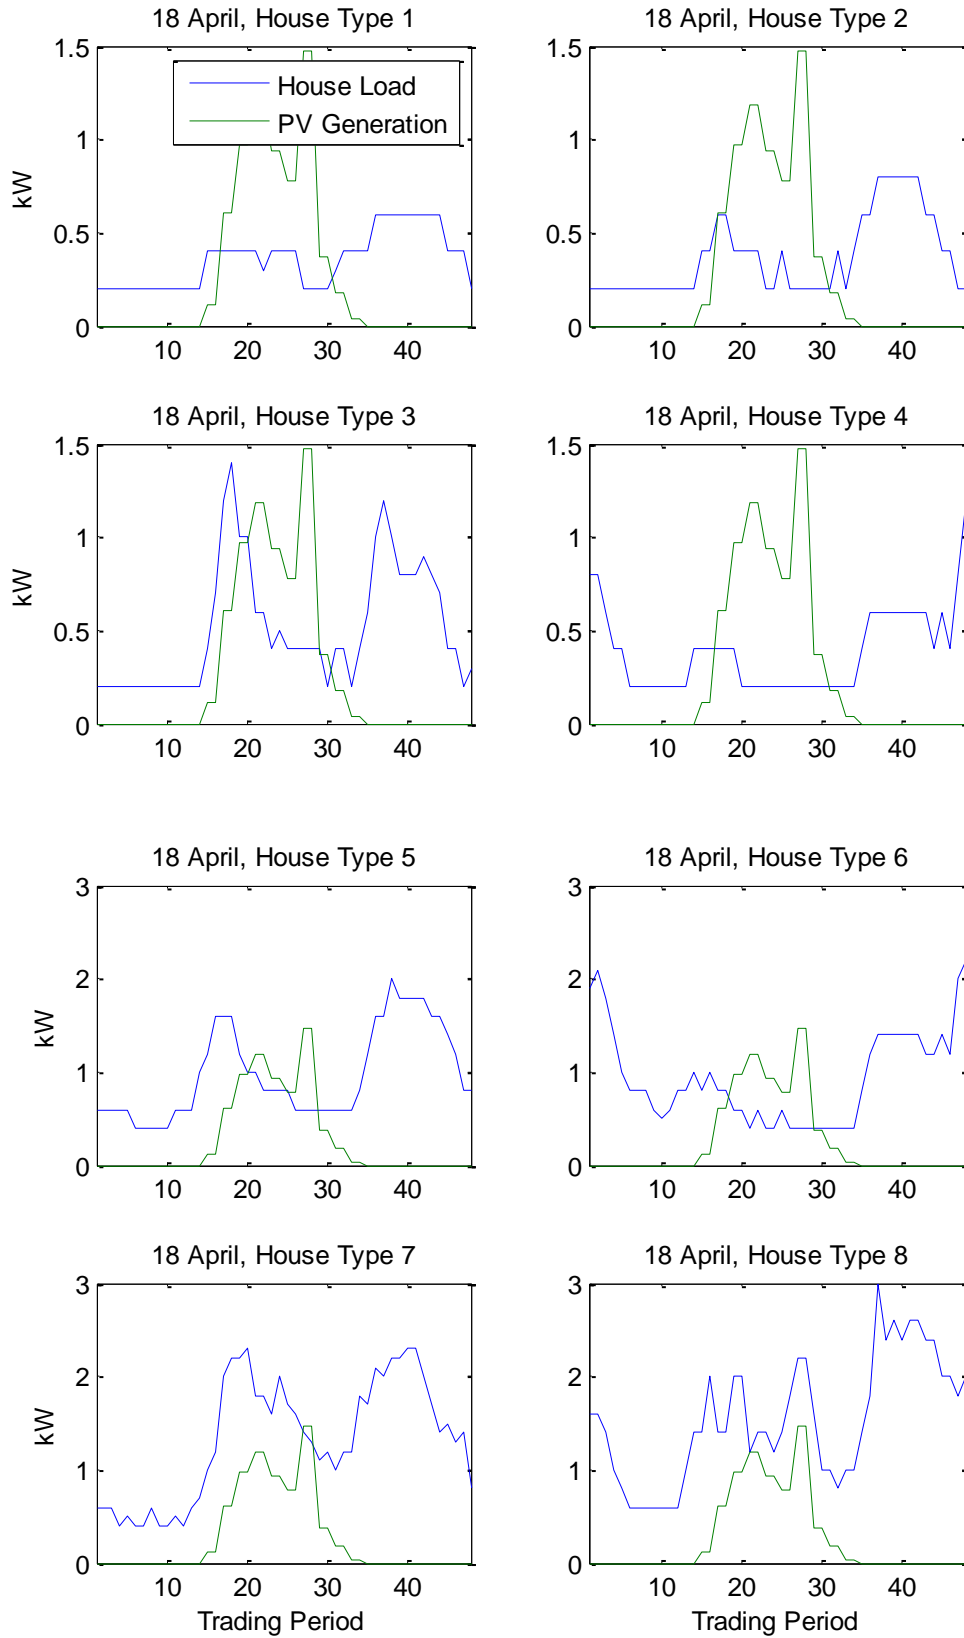 18 April, House Type 1
1.5
1
0.5
0
kW
10 20 30 40
House Load
PV Generation
18 April, House Type 2
1.5
1
0.5
0
10 20 30 40
18 April, House Type 3
1.5
1
0.5
0
kW
10 20 30 40
18 April, House Type 4
1.5
1
0.5
0
10 20 30 40
18 April, House Type 5
3
2
1
0
kW
10 20 30 40
18 April, House Type 6
3
2
1
0
10 20 30 40
18 April, House Type 7
3
2
1
0
kW
10 20 30 40
Trading Period
18 April, House Type 8
3
2
1
0
10 20 30 40
Trading Period